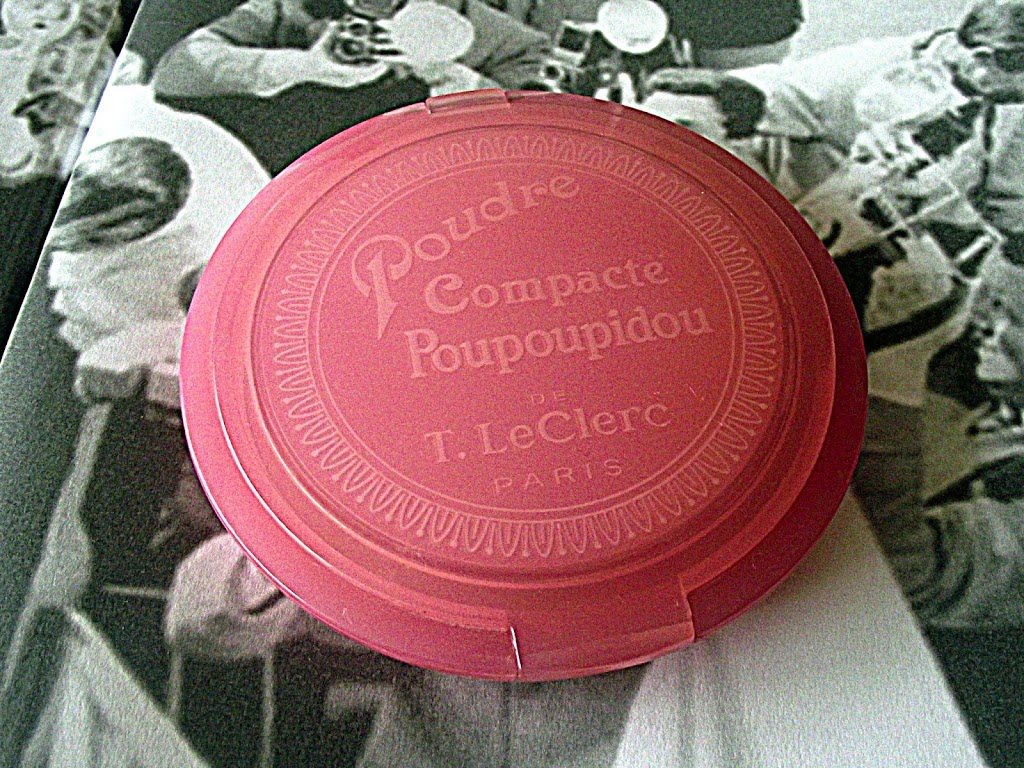 Poudre
Compacte
Poupoupidou
DE
T. LeClerc
PARIS